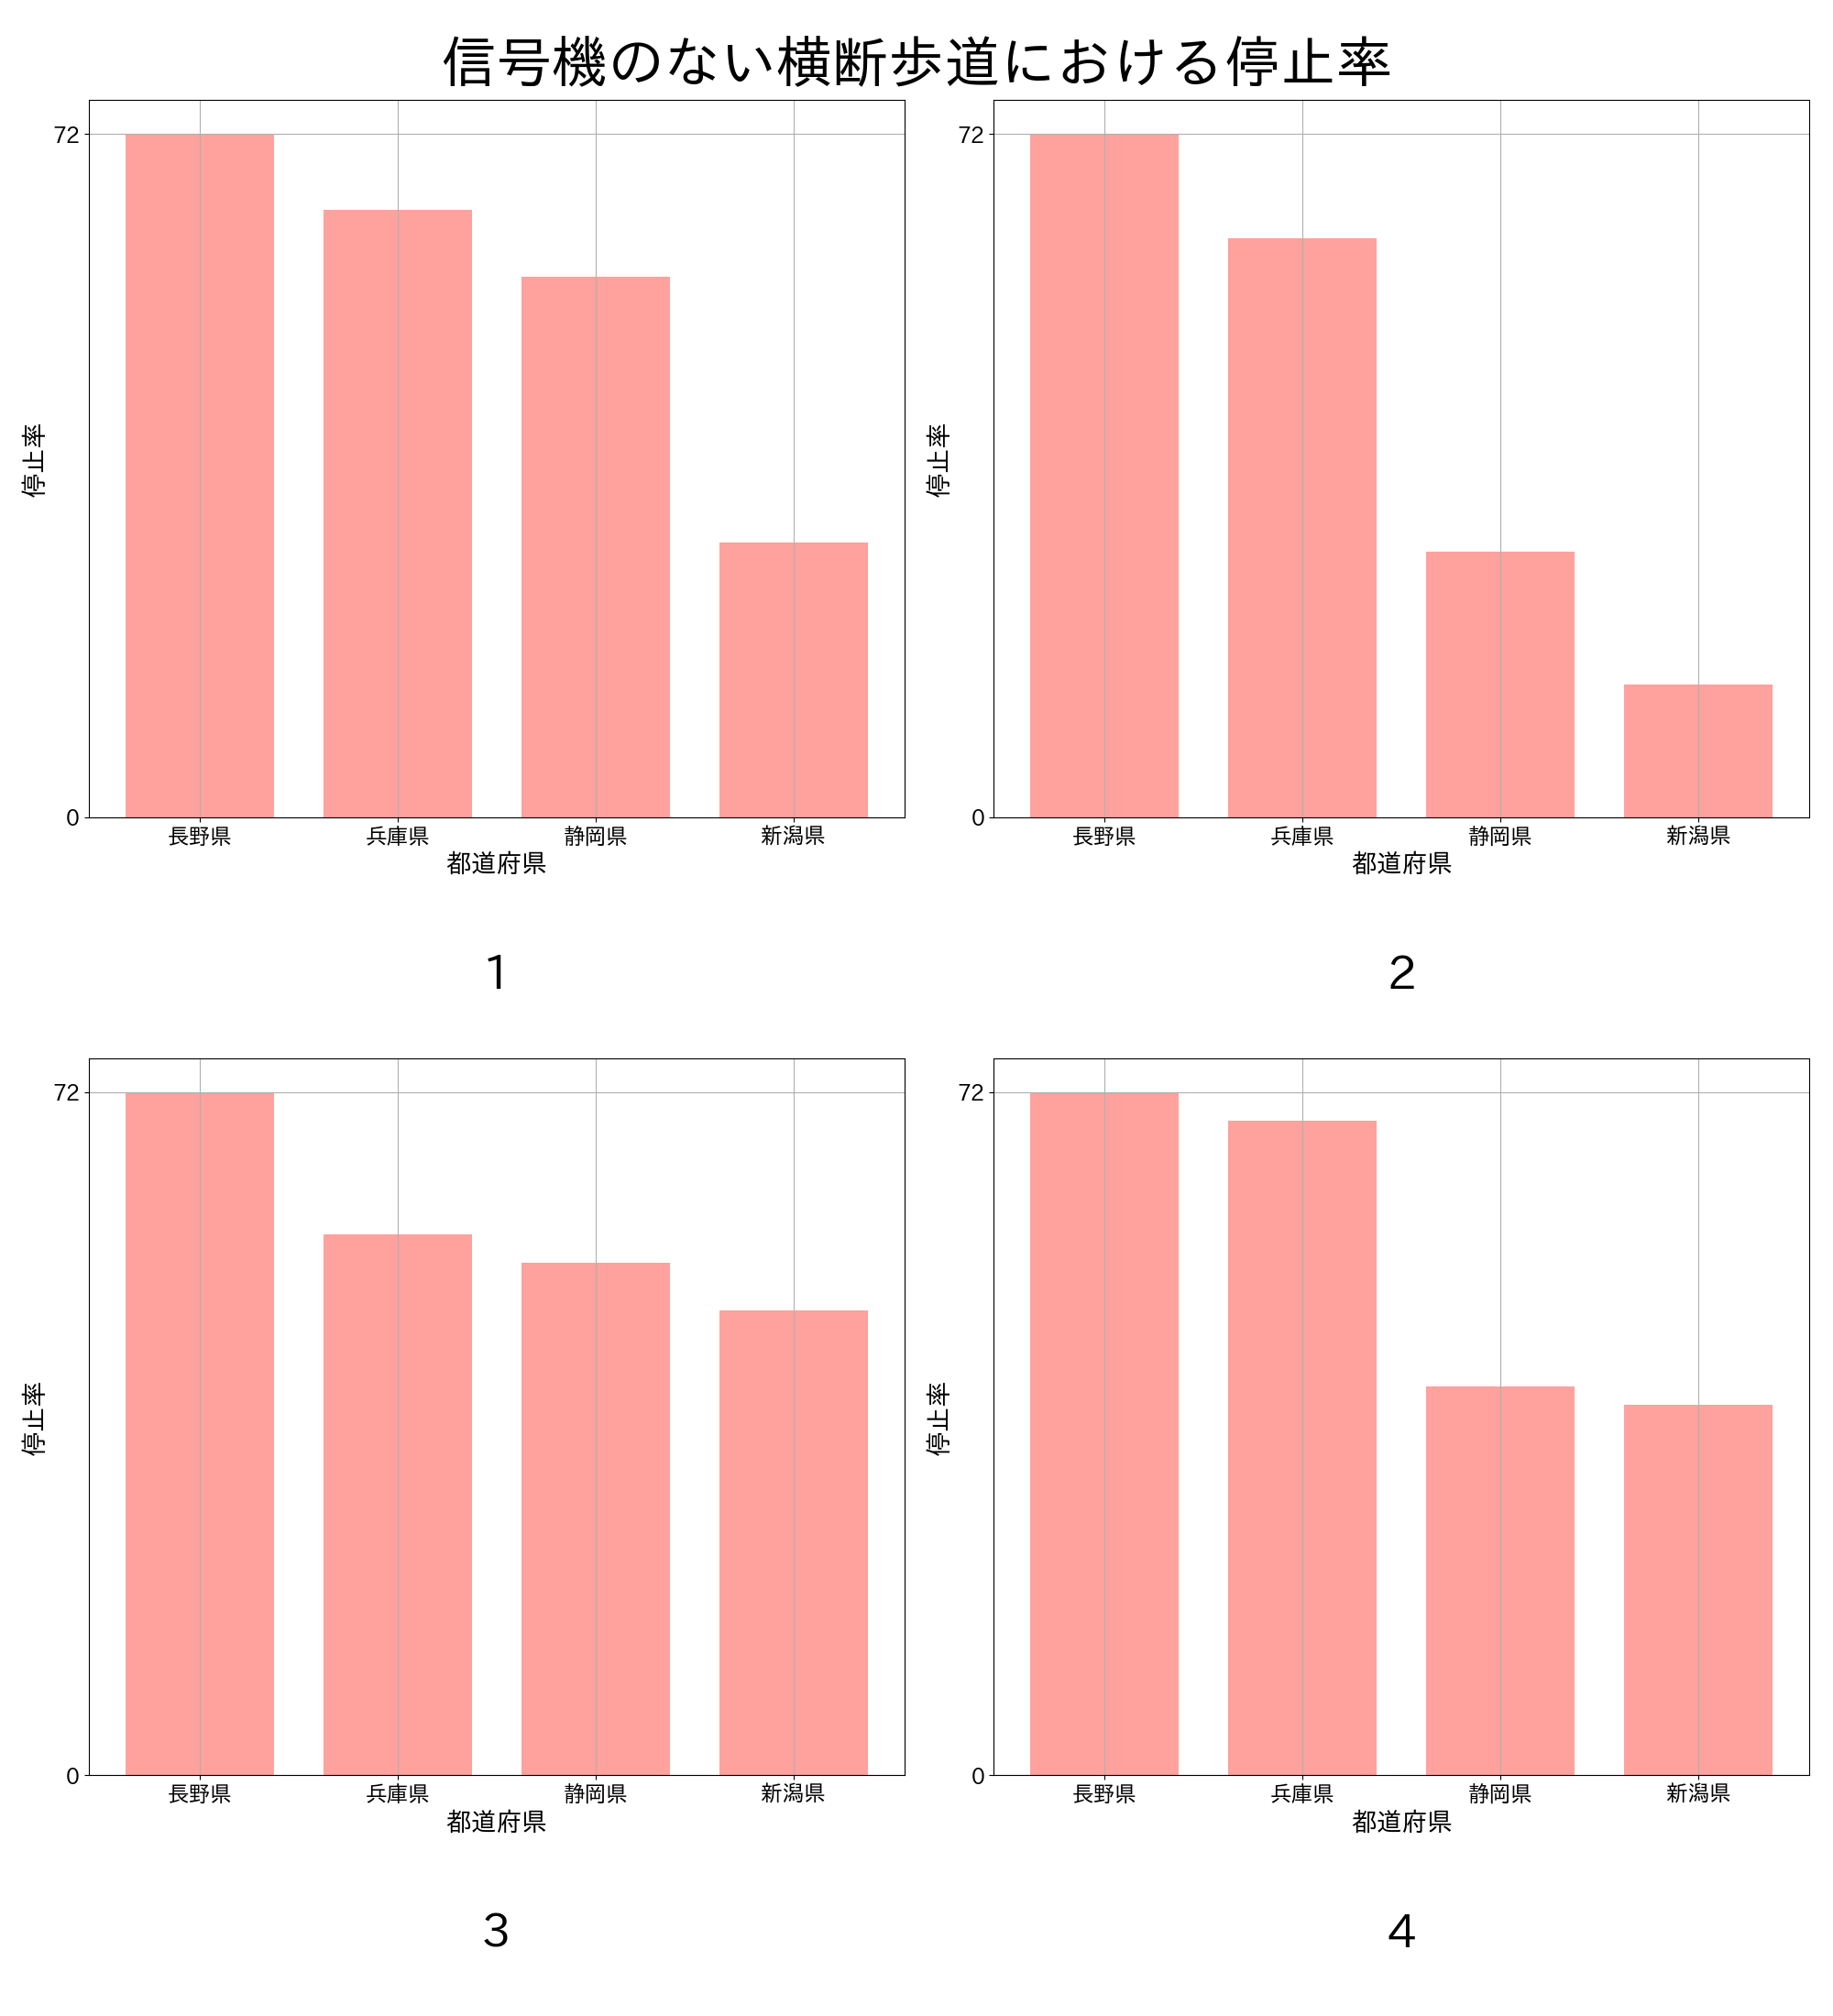 信号機のない横断歩道における停止率
72
0
停止率
長野県 兵庫県 静岡県 新潟県
都道府県
1
72
0
停止率
長野県 兵庫県 静岡県 新潟県
都道府県
2
72
0
停止率
長野県 兵庫県 静岡県 新潟県
都道府県
3
72
0
停止率
長野県 兵庫県 静岡県 新潟県
都道府県
4